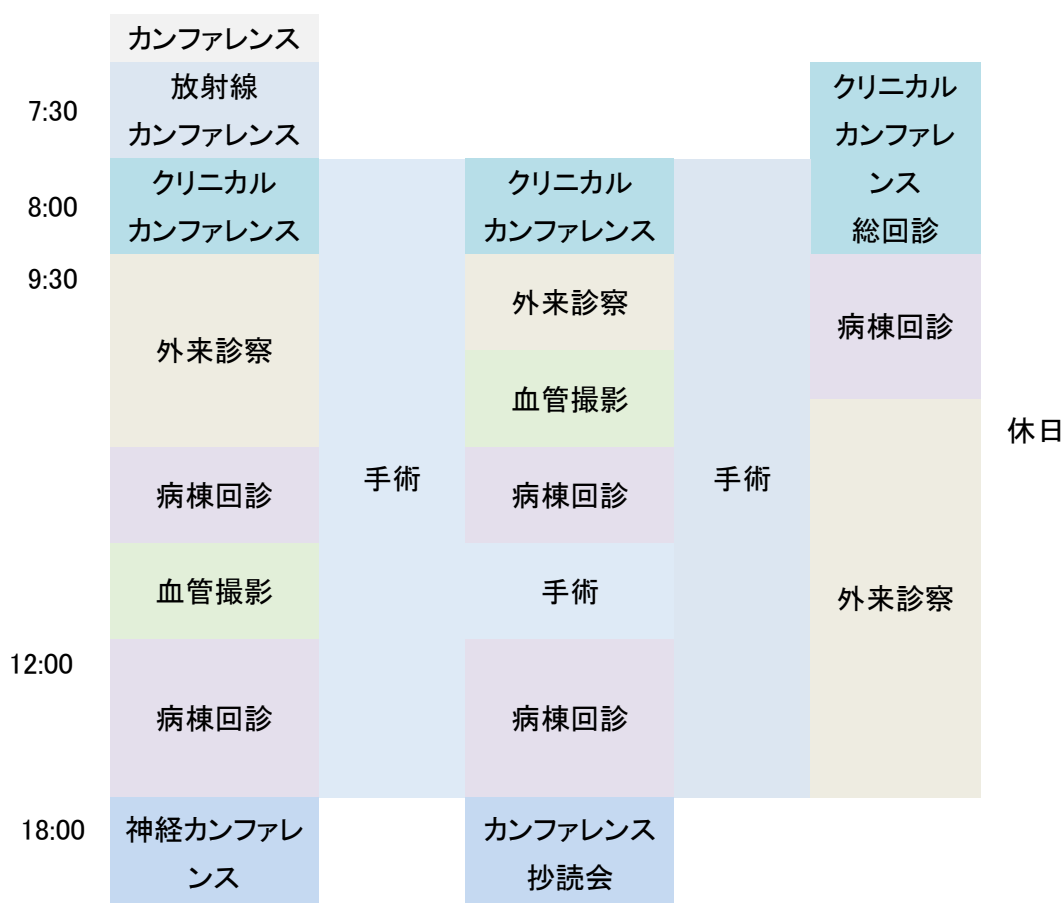 カンファレンス
7:30
放射線
カンファレンス
クリニカル
カンファレ
ンス
総回診
8:00
クリニカル
カンファレンス
クリニカル
カンファレンス
9:30
外来診察
病棟回診
血管撮影
病棟回診
手術
外来診察
血管撮影
病棟回診
手術
手術
病棟回診
病棟回診
外来診察
休日
12:00
18:00
神経カンファレ
ンス
カンファレンス
抄読会